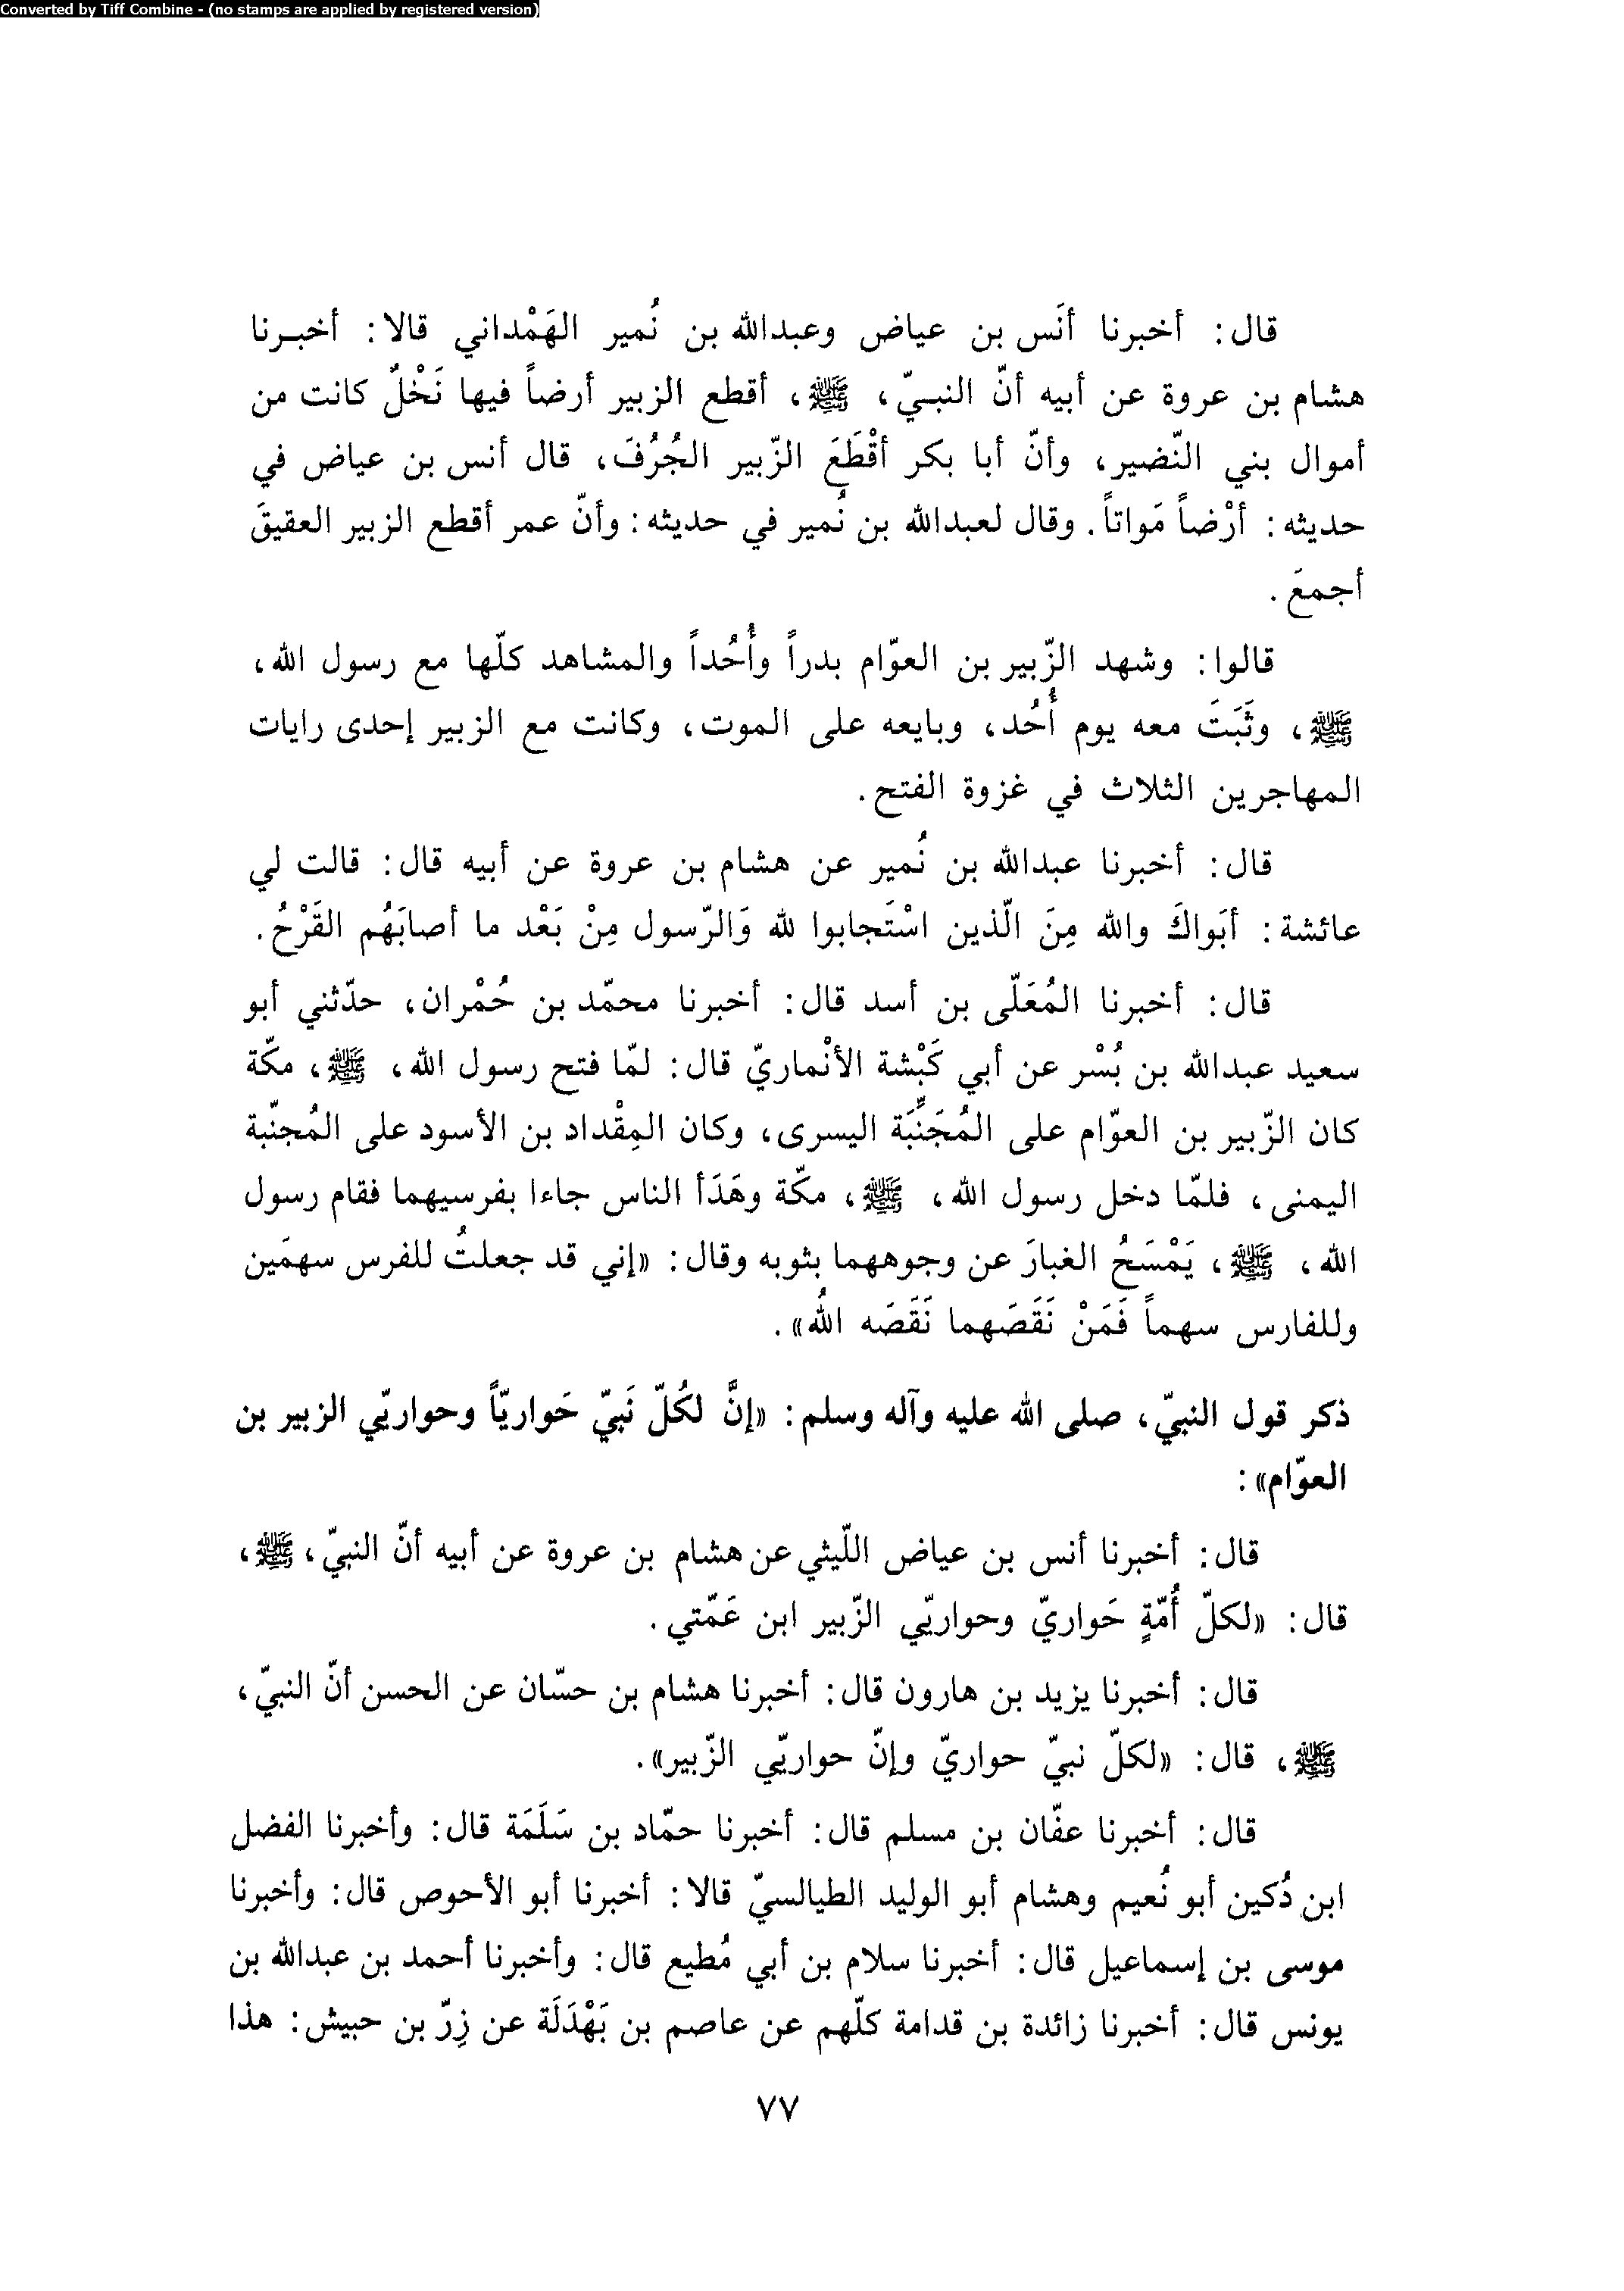 Converted by Tiff Combine - (no stamps are applied by registered version)
قال: أخبرنا أنَس بن عياض وعبدالله بن نُمير الهَمْداني قالا: أخبرنا
هشام بن عروة عن أبيه أنّ النبيّ، ﷺ، أقطع الزبير أرضاً فيها نَخْلٌ كانت من
أموال بني النّضير، وأنّ أبا بكر أقْطَعَ الزّبير الجُرُفَ، قال أنس بن عياض في
حديثه: أرْضاً مَواتاً. وقال لعبدالله بن نُمير في حديثه: وأنّ عمر أقطع الزبير العقيقَ
أجمعَ.
قالوا: وشهد الزّبير بن العوّام بدراً وأُحُداً والمشاهد كلّها مع رسول الله،
ﷺ، وثَبَتَ معه يوم أُحُد، وبايعه على الموت، وكانت مع الزبير إحدى رايات
المهاجرين الثلاث في غزوة الفتح.
قال: أخبرنا عبدالله بن نُمير عن هشام بن عروة عن أبيه قال: قالت لي
عائشة: أبَواكَ والله مِنَ الّذين اسْتَجابوا لله وَالرّسول مِنْ بَعْد ما أصابَهُم القَرْحُ.
قال: أخبرنا المُعَلّى بن أسد قال: أخبرنا محمّد بن حُمْران، حدّثني أبو
سعيد عبدالله بن بُسْر عن أبي كَبْشة الأنْماريّ قال: لمّا فتح رسول الله، ﷺ، مكّة
كان الزّبير بن العوّام على المُجَنِّبَة اليسرى، وكان المِقْداد بن الأسود على المُجنّبة
اليمنى، فلمّا دخل رسول الله، ﷺ، مكّة وهَدَأ الناس جاءا بفرسيهما فقام رسول
الله، ﷺ، يَمْسَحُ الغبارَ عن وجوههما بثوبه وقال: «إني قد جعلتُ للفرس سهمَين
وللفارس سهماً فَمَنْ نَقَصَهما نَقَصَه اللهُ».
ذكر قول النبيّ، صلى الله عليه وآله وسلم: «إنَّ لكُلّ نَبيّ حَواريّاً وحواريّي الزبير بن
العوّام»:
قال: أخبرنا أنس بن عياض اللّيثي عن هشام بن عروة عن أبيه أنّ النبيّ، ﷺ،
قال: «لكلّ أُمّةٍ حَواريّ وحواريّي الزّبير ابن عَمّتي.
قال: أخبرنا يزيد بن هارون قال: أخبرنا هشام بن حسّان عن الحسن أنّ النبيّ،
ﷺ، قال: «لكلّ نبيّ حواريّ وإنّ حواريّي الزّبير».
قال: أخبرنا عفّان بن مسلم قال: أخبرنا حمّاد بن سَلَمَة قال: وأخبرنا الفضل
ابن دُكين أبو نُعيم وهشام أبو الوليد الطيالسيّ قالا: أخبرنا أبو الأحوص قال: وأخبرنا
موسى بن إسماعيل قال: أخبرنا سلام بن أبي مُطيع قال: وأخبرنا أحمد بن عبدالله بن
يونس قال: أخبرنا زائدة بن قدامة كلّهم عن عاصم بن بَهْدَلَة عن زِرّ بن حبيش: هذا
٧٧